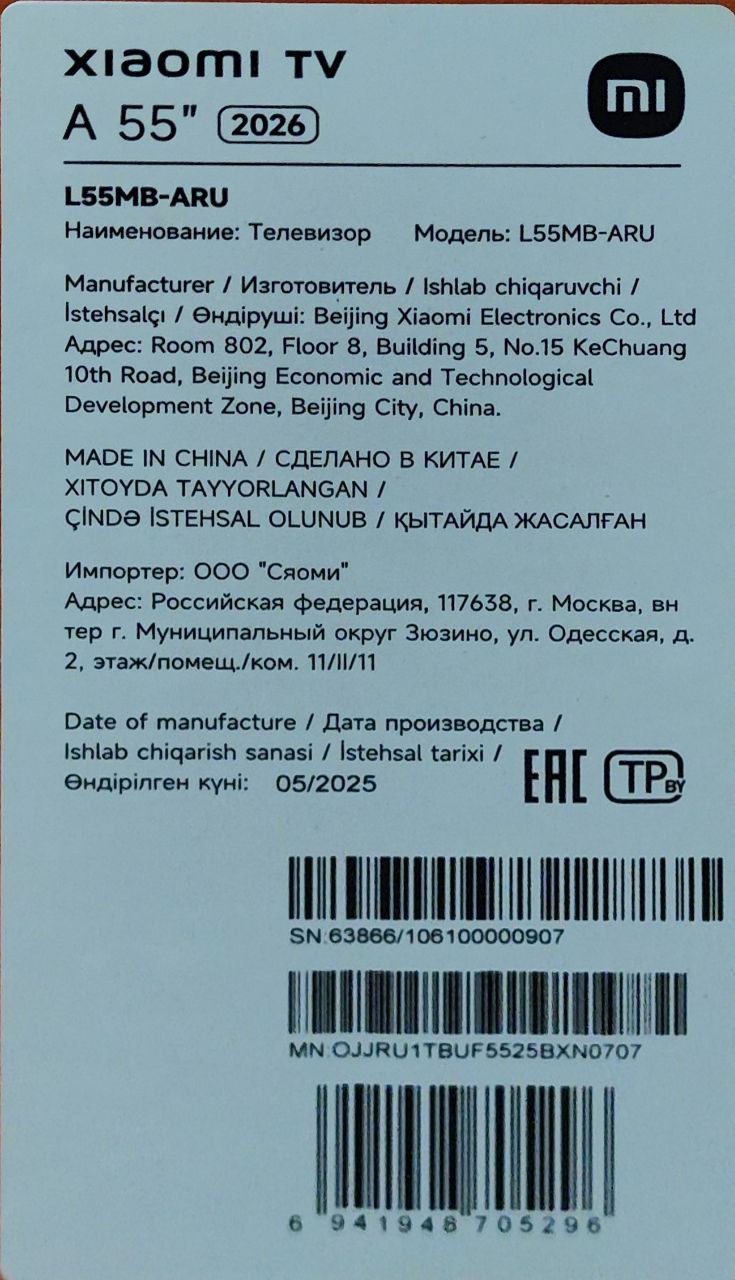 xiaomi TV
A 55" 2026
mi
L55MB-ARU
Наименование: Телевизор Модель: L55MB-ARU
Manufacturer / Изготовитель / Ishlab chiqaruvchi /
İstehsalçı / Өндіруші: Beijing Xiaomi Electronics Co., Ltd
Адрес: Room 802, Floor 8, Building 5, No.15 KeChuang
10th Road, Beijing Economic and Technological
Development Zone, Beijing City, China.
MADE IN CHINA / СДЕЛАНО В КИТАЕ /
XITOYDA TAYYORLANGAN /
ÇİNDƏ İSTEHSAL OLUNUB / ҚЫТАЙДА ЖАСАЛҒАН
Импортер: ООО "Сяоми"
Адрес: Российская федерация, 117638, г. Москва, вн
тер г. Муниципальный округ Зюзино, ул. Одесская, д.
2, этаж/помещ./ком. 11/II/11
Date of manufacture / Дата производства /
Ishlab chiqarish sanasi / İstehsal tarixi /
Өндірілген күні: 05/2025
EAC TP BY
SN:63866/106100000907
MN:OJJRU1TBUF5525BXN0707
6 941948 705296